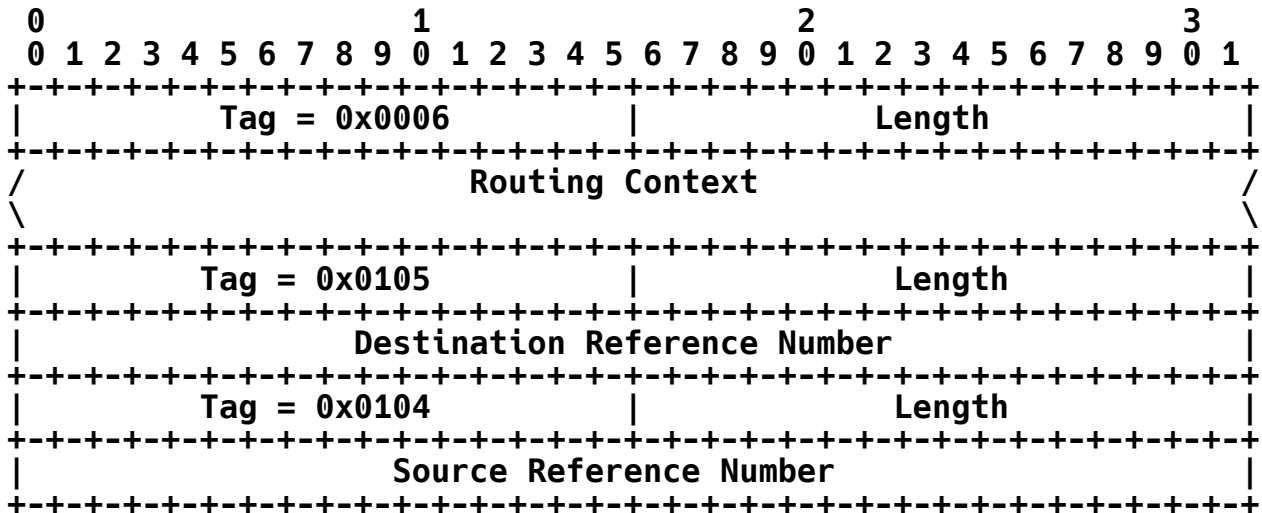 0                   1                   2                   3
 0 1 2 3 4 5 6 7 8 9 0 1 2 3 4 5 6 7 8 9 0 1 2 3 4 5 6 7 8 9 0 1
+-+-+-+-+-+-+-+-+-+-+-+-+-+-+-+-+-+-+-+-+-+-+-+-+-+-+-+-+-+-+-+-+
|          Tag = 0x0006         |            Length             |
+-+-+-+-+-+-+-+-+-+-+-+-+-+-+-+-+-+-+-+-+-+-+-+-+-+-+-+-+-+-+-+-+
/                       Routing Context                         /
\                                                               \
+-+-+-+-+-+-+-+-+-+-+-+-+-+-+-+-+-+-+-+-+-+-+-+-+-+-+-+-+-+-+-+-+
|         Tag = 0x0105          |             Length            |
+-+-+-+-+-+-+-+-+-+-+-+-+-+-+-+-+-+-+-+-+-+-+-+-+-+-+-+-+-+-+-+-+
|                 Destination Reference Number                  |
+-+-+-+-+-+-+-+-+-+-+-+-+-+-+-+-+-+-+-+-+-+-+-+-+-+-+-+-+-+-+-+-+
|         Tag = 0x0104          |             Length            |
+-+-+-+-+-+-+-+-+-+-+-+-+-+-+-+-+-+-+-+-+-+-+-+-+-+-+-+-+-+-+-+-+
|                   Source Reference Number                     |
+-+-+-+-+-+-+-+-+-+-+-+-+-+-+-+-+-+-+-+-+-+-+-+-+-+-+-+-+-+-+-+-+